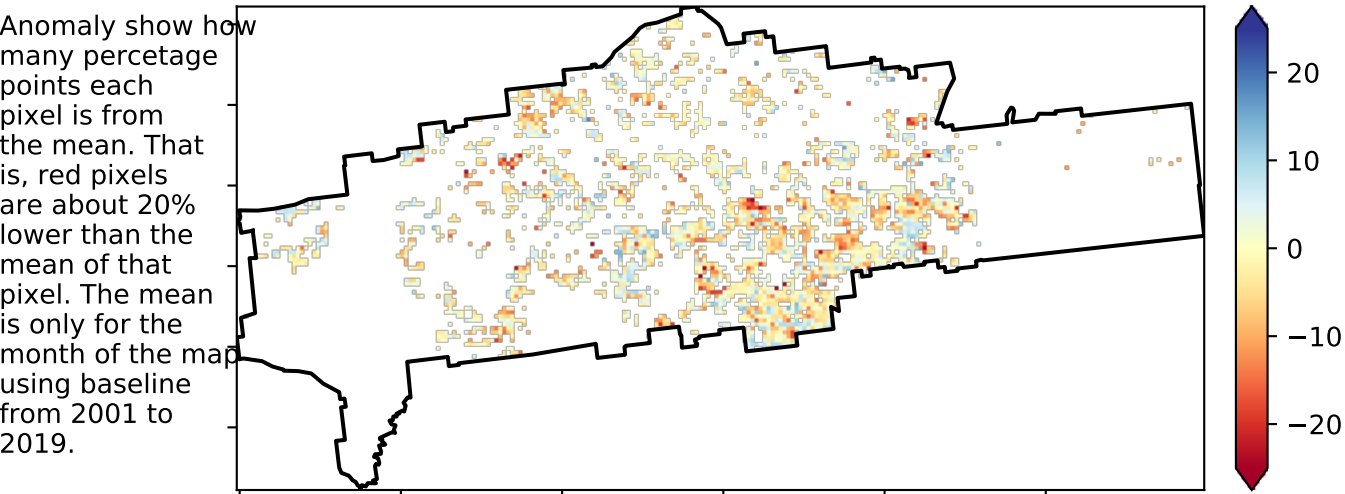 Anomaly show how
many percetage
points each
pixel is from
the mean. That
is, red pixels
are about 20%
lower than the
mean of that
pixel. The mean
is only for the
month of the map
using baseline
from 2001 to
2019.
20
10
0
−10
−20